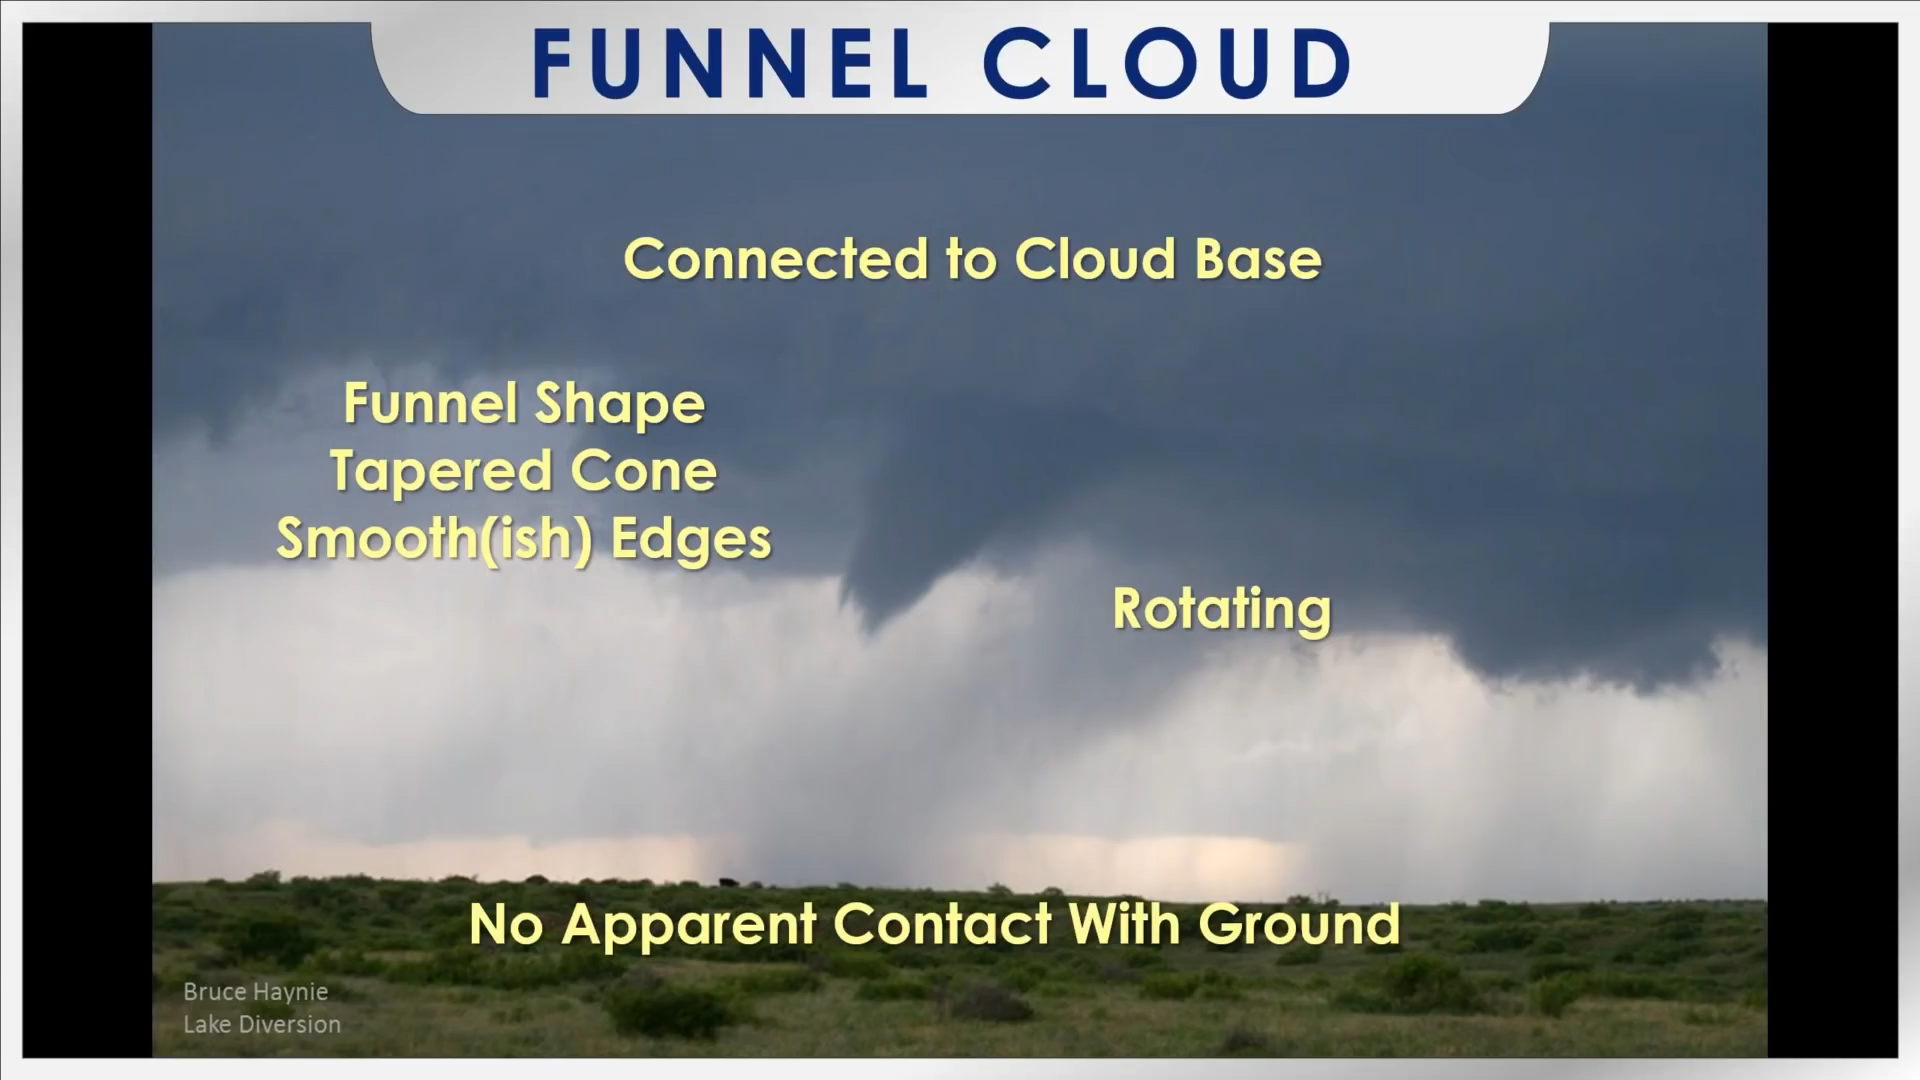 FUNNEL CLOUD
Connected to Cloud Base
Funnel Shape
Tapered Cone
Smooth(ish) Edges
Rotating
No Apparent Contact With Ground
Bruce Haynie
Lake Diversion